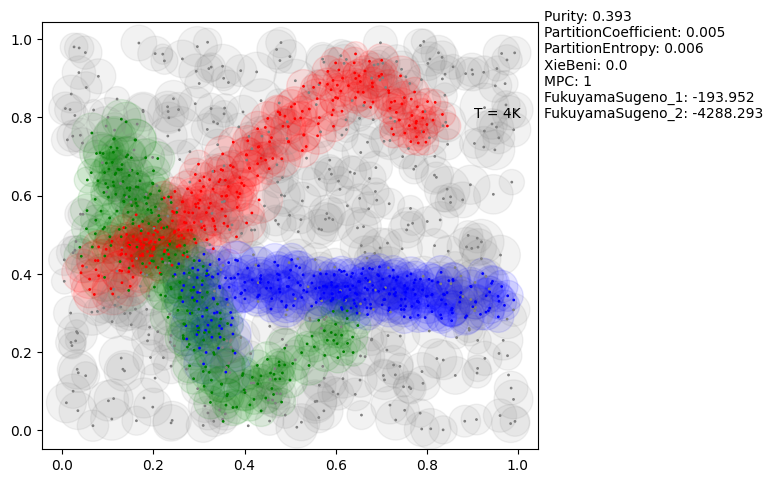 Purity: 0.393
PartitionCoefficient: 0.005
PartitionEntropy: 0.006
XieBeni: 0.0
MPC: 1
FukuyamaSugeno_1: -193.952
FukuyamaSugeno_2: -4288.293
T* = 4K
1.0
0.8
0.6
0.4
0.2
0.0
0.0 0.2 0.4 0.6 0.8 1.0